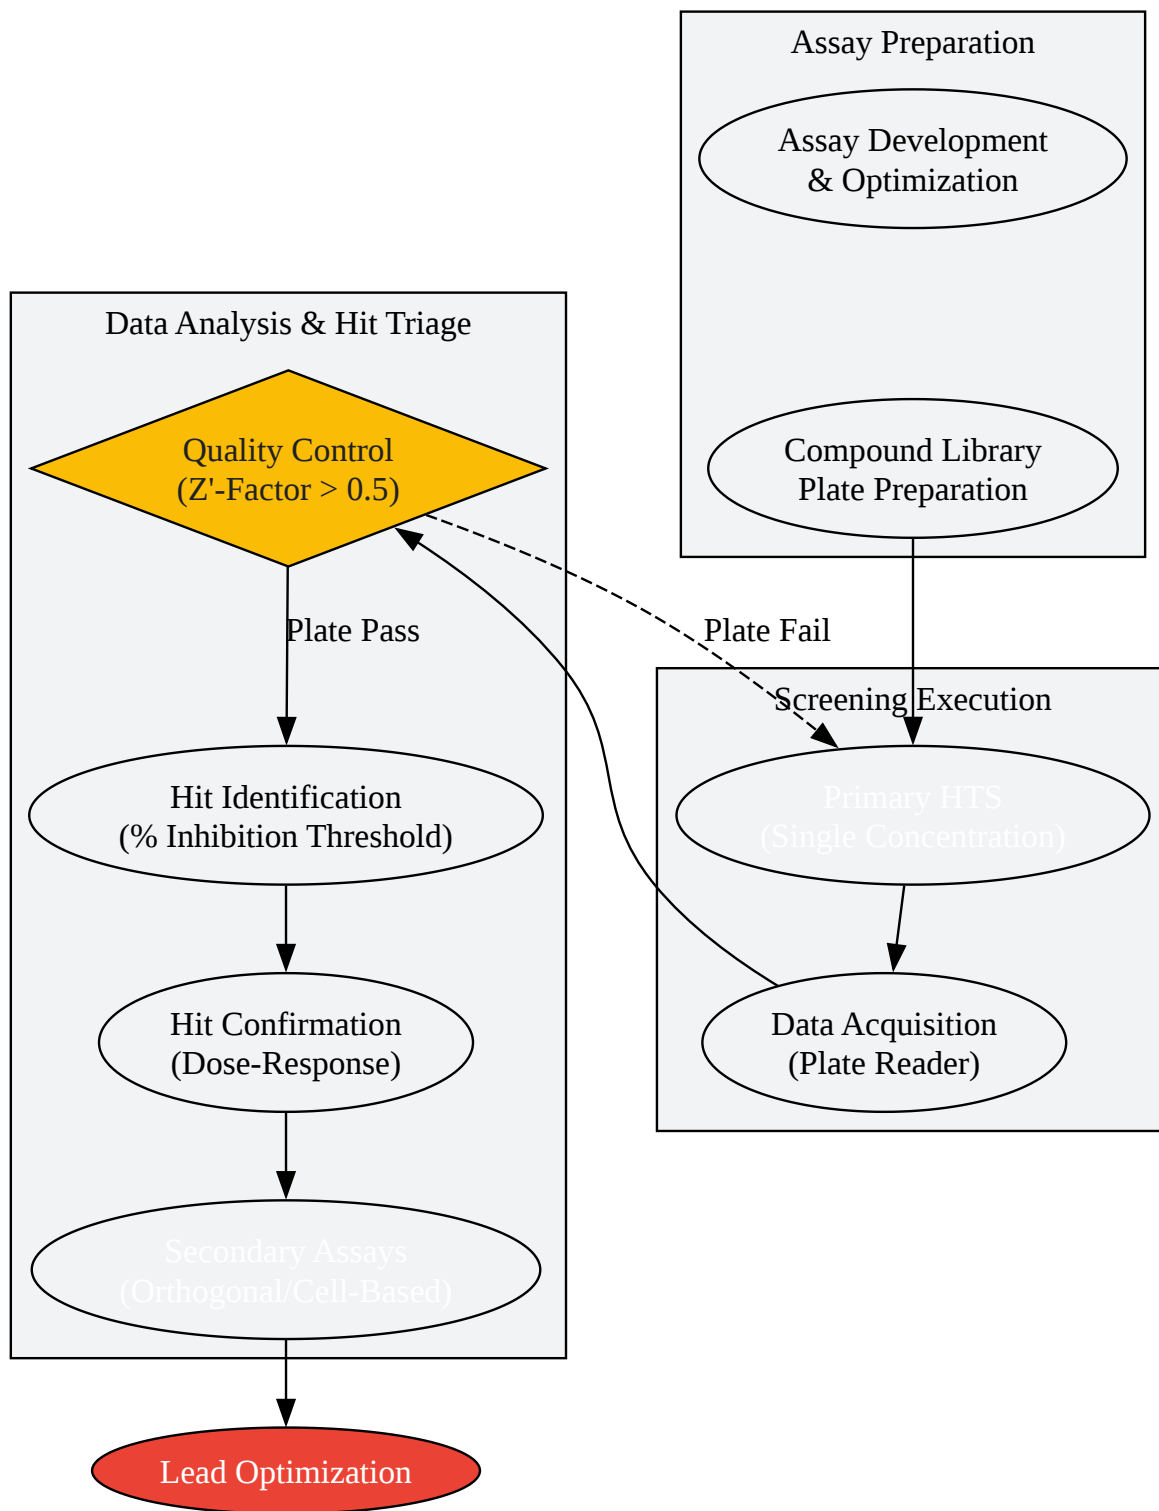 Assay Preparation
Assay Development
& Optimization
Compound Library
Plate Preparation
Data Analysis & Hit Triage
Quality Control
(Z'-Factor > 0.5)
Plate Pass
Plate Fail
Screening Execution
Primary HTS
(Single Concentration)
Data Acquisition
(Plate Reader)
Hit Identification
(% Inhibition Threshold)
Hit Confirmation
(Dose-Response)
Secondary Assays
(Orthogonal/Cell-Based)
Lead Optimization